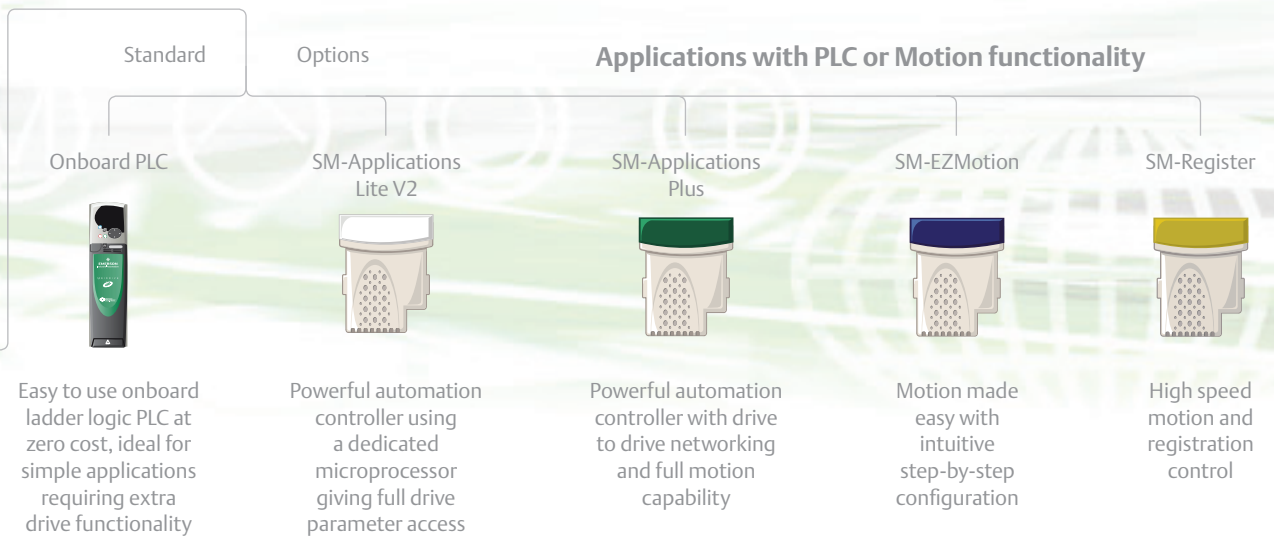 Standard
Options
Applications with PLC or Motion functionality
Onboard PLC
SM-Applications
Lite V2
SM-Applications
Plus
SM-EZMotion
SM-Register
Easy to use onboard
ladder logic PLC at
zero cost, ideal for
simple applications
requiring extra
drive functionality
Powerful automation
controller using
a dedicated
microprocessor
giving full drive
parameter access
Powerful automation
controller with drive
to drive networking
and full motion
capability
Motion made
easy with
intuitive
step-by-step
configuration
High speed
motion and
registration
control